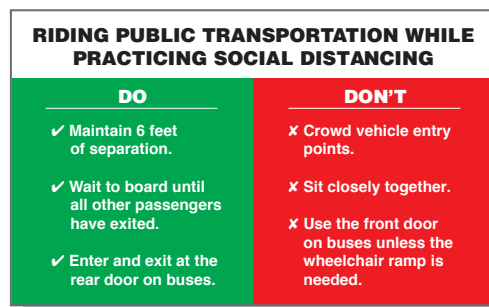 RIDING PUBLIC TRANSPORTATION WHILE
PRACTICING SOCIAL DISTANCING
DO
✔ Maintain 6 feet
of separation.
✔ Wait to board until
all other passengers
have exited.
✔ Enter and exit at the
rear door on buses.
DON'T
✘ Crowd vehicle entry
points.
✘ Sit closely together.
✘ Use the front door
on buses unless the
wheelchair ramp is
needed.